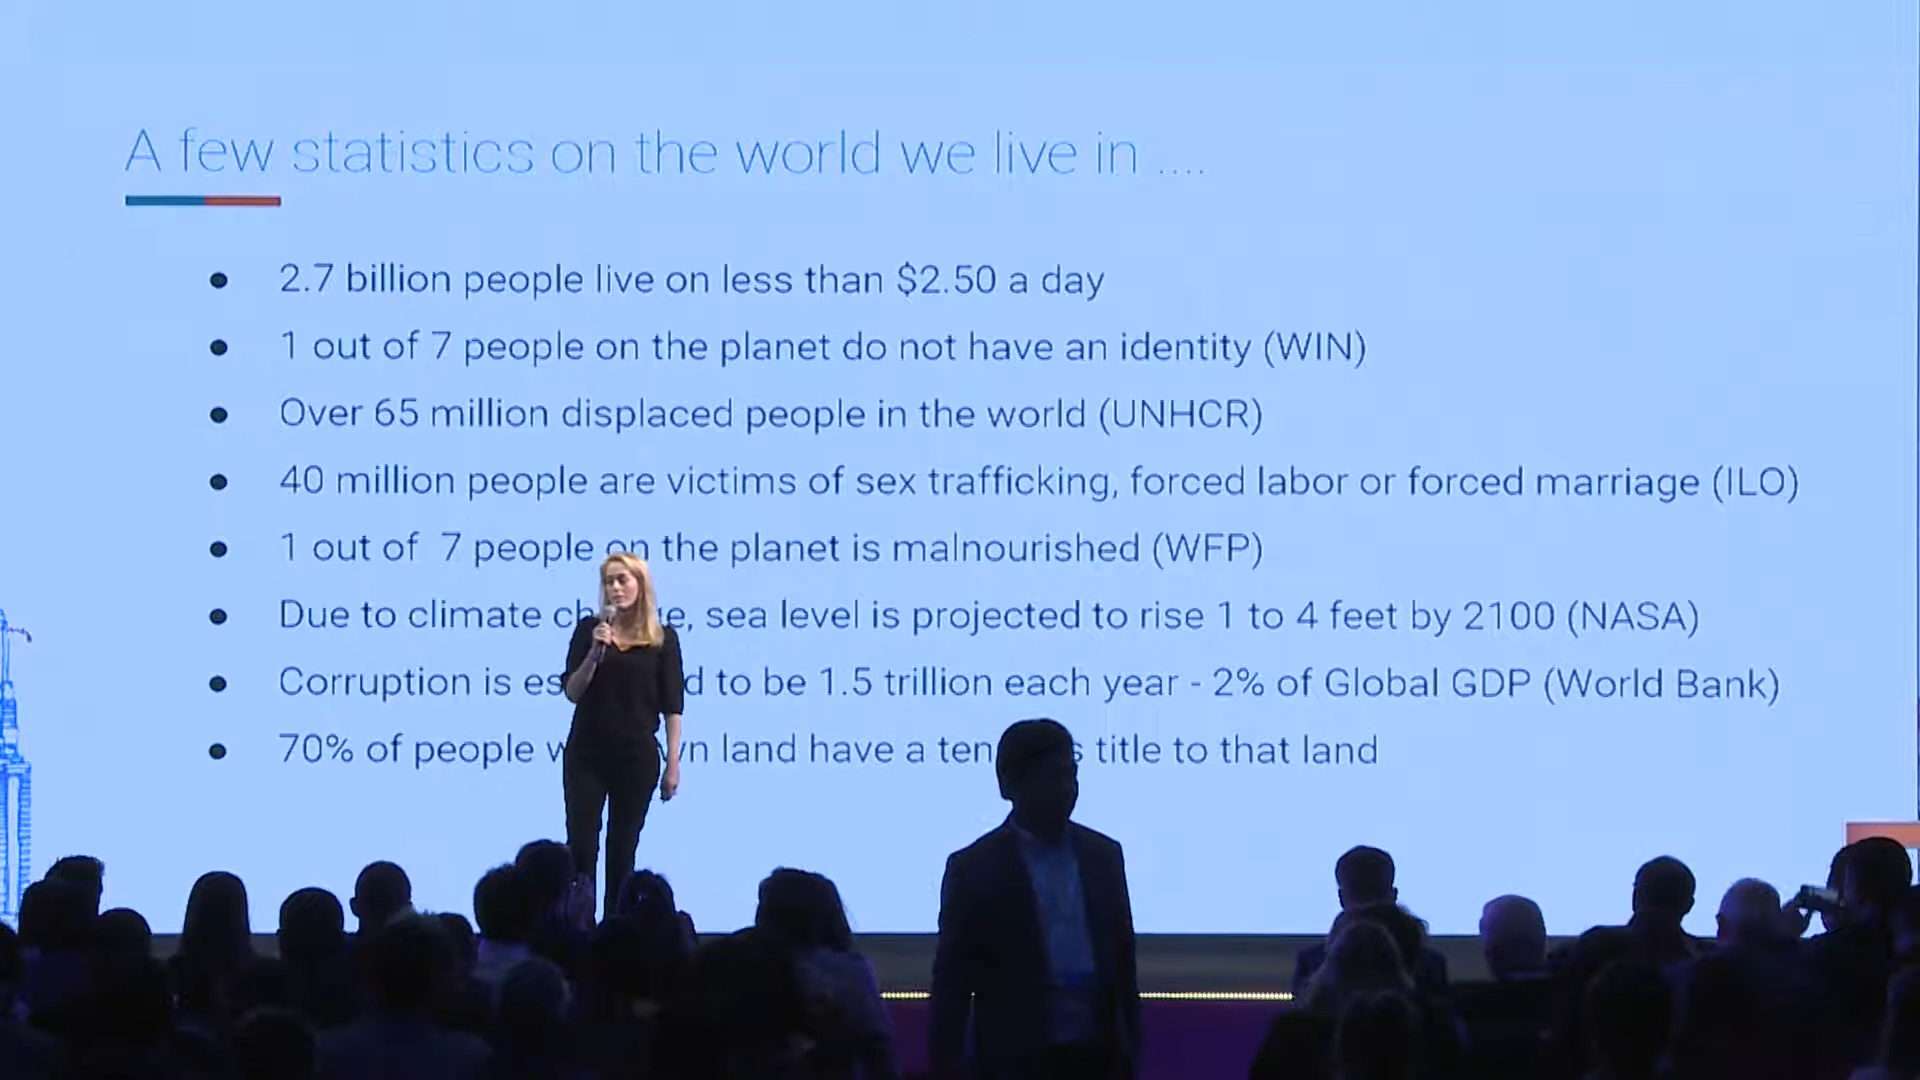 A few statistics on the world we live in ....
2.7 billion people live on less than $2.50 a day
1 out of 7 people on the planet do not have an identity (WIN)
Over 65 million displaced people in the world (UNHCR)
40 million people are victims of sex trafficking, forced labor or forced marriage (ILO)
1 out of 7 people on the planet is malnourished (WFP)
Due to climate change, sea level is projected to rise 1 to 4 feet by 2100 (NASA)
Corruption is to be 1.5 trillion each year - 2% of Global GDP (World Bank)
70% of people land have a title to that land